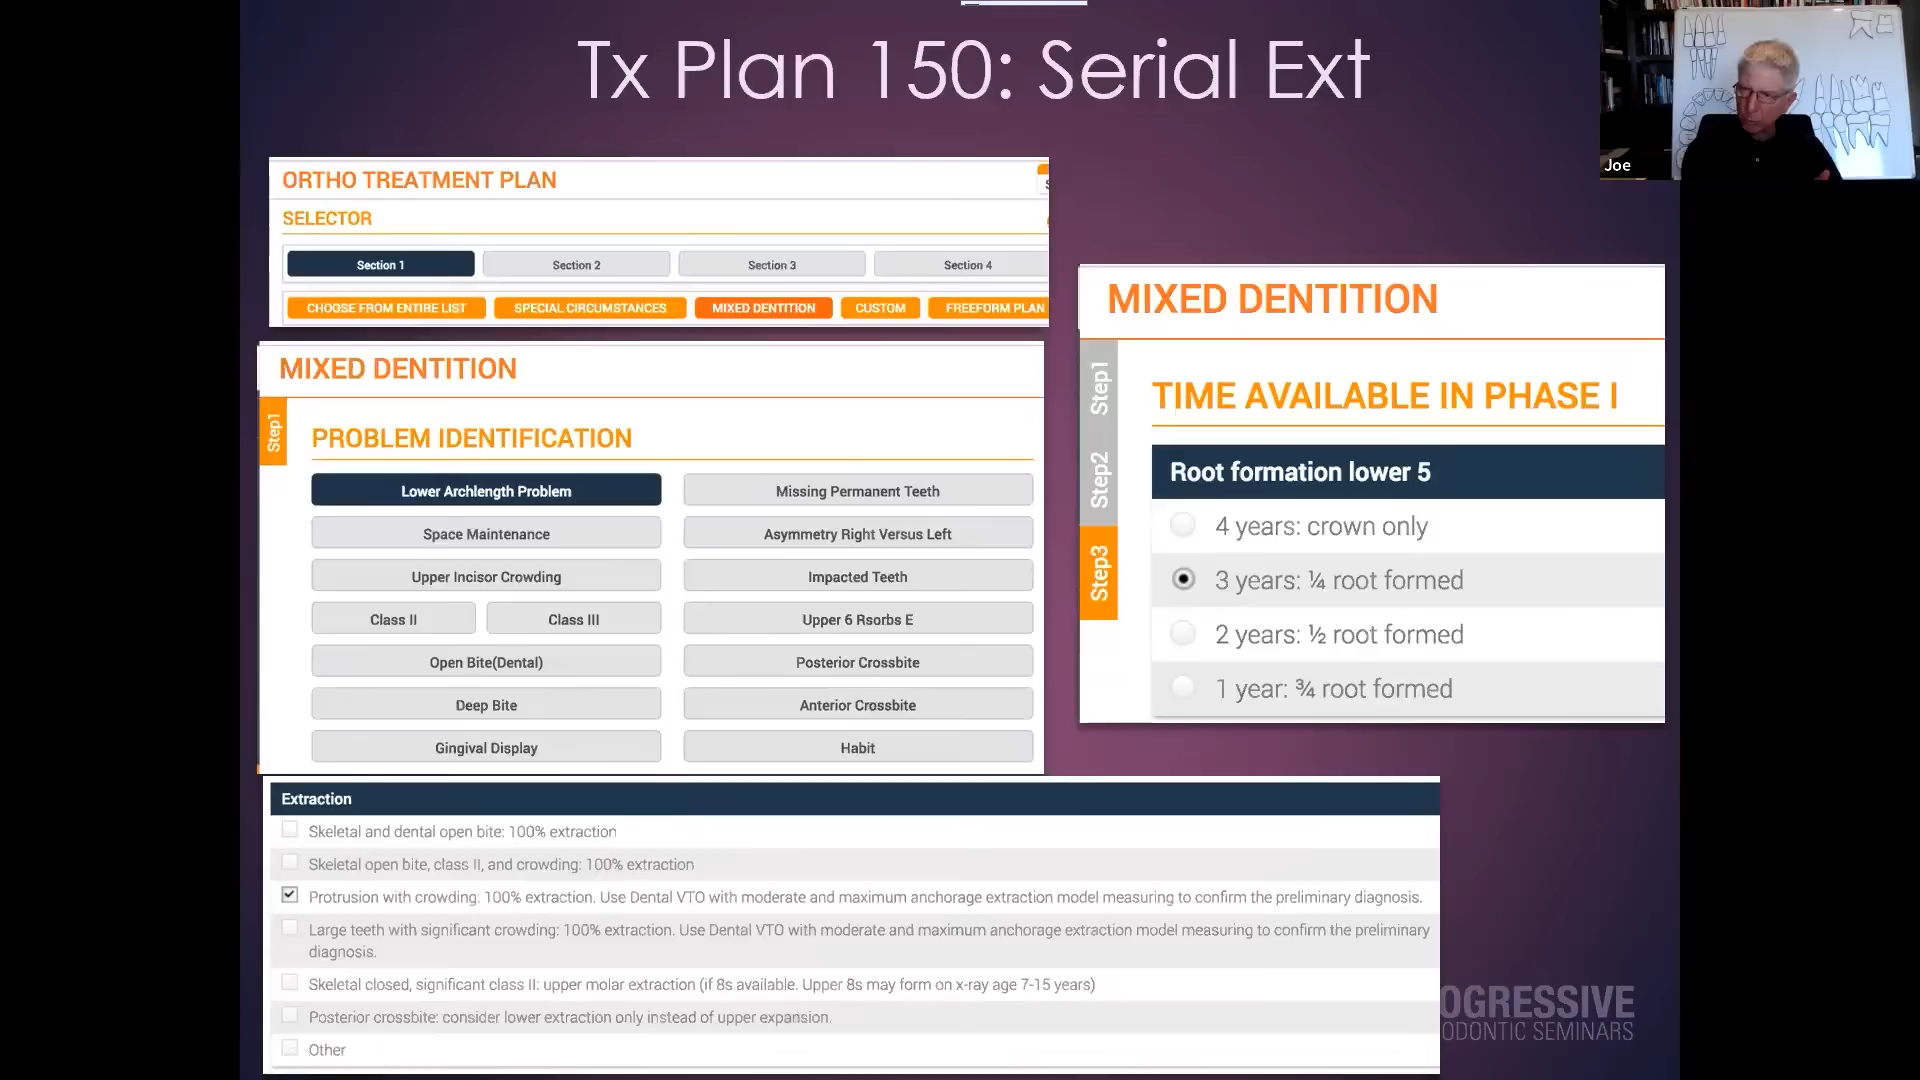 Tx Plan 150: Serial Ext
Joe
ORTHO TREATMENT PLAN
SELECTOR
Section 1
Section 2
Section 3
Section 4
CHOOSE FROM ENTIRE LIST
SPECIAL CIRCUMSTANCES
MIXED DENTITION
CUSTOM
FREEFORM PLAN
MIXED DENTITION
Step1
PROBLEM IDENTIFICATION
Lower Archlength Problem
Missing Permanent Teeth
Space Maintenance
Asymmetry Right Versus Left
Upper Incisor Crowding
Impacted Teeth
Class II
Class III
Upper 6 Rsorbs E
Open Bite(Dental)
Posterior Crossbite
Deep Bite
Anterior Crossbite
Gingival Display
Habit
MIXED DENTITION
Step1
Step2
Step3
TIME AVAILABLE IN PHASE I
Root formation lower 5
4 years: crown only
3 years: ¼ root formed
2 years: ½ root formed
1 year: ¾ root formed
Extraction
Skeletal and dental open bite: 100% extraction
Skeletal open bite, class II, and crowding: 100% extraction
Protrusion with crowding: 100% extraction. Use Dental VTO with moderate and maximum anchorage extraction model measuring to confirm the preliminary diagnosis.
Large teeth with significant crowding: 100% extraction. Use Dental VTO with moderate and maximum anchorage extraction model measuring to confirm the preliminary
diagnosis.
Skeletal closed, significant class II: upper molar extraction (if 8s available. Upper 8s may form on x-ray age 7-15 years)
Posterior crossbite: consider lower extraction only instead of upper expansion.
Other
OGRESSIVE
ODONTIC SEMINARS